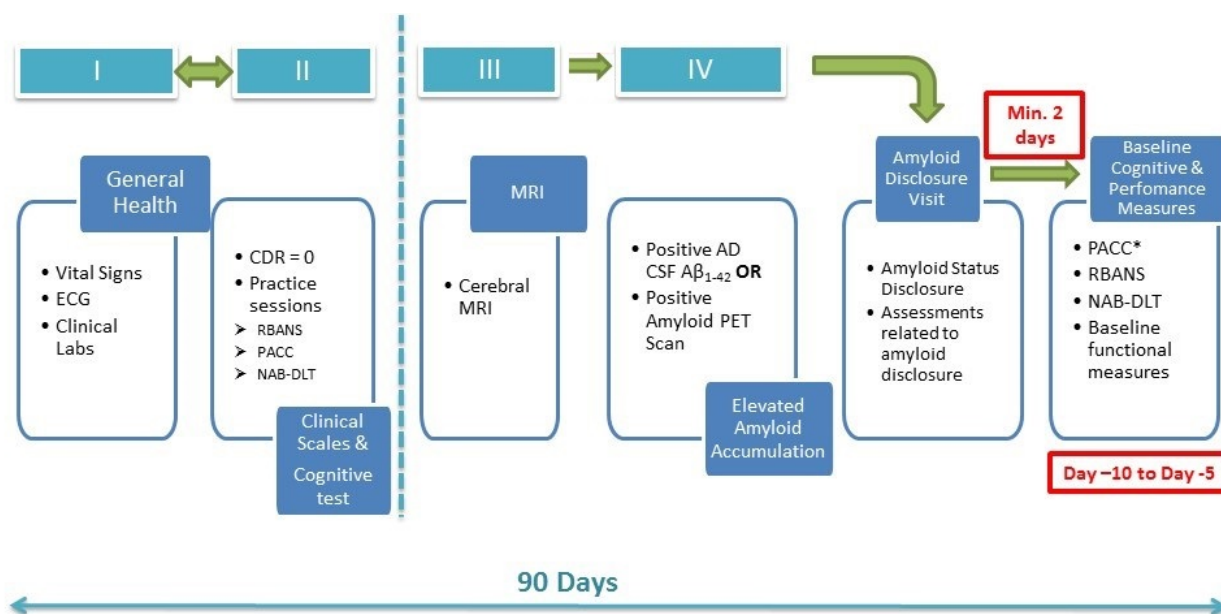 I
II
III
IV
General
Health
• Vital Signs
• ECG
• Clinical
Labs
• CDR = 0
• Practice
sessions
➢ RBANS
➢ PACC
➢ NAB-DLT
Clinical
Scales &
Cognitive
test
MRI
• Cerebral
MRI
• Positive AD
CSF Aβ₁₋₄₂ OR
• Positive
Amyloid PET
Scan
Elevated
Amyloid
Accumulation
Amyloid
Disclosure
Visit
• Amyloid Status
Disclosure
• Assessments
related to
amyloid
disclosure
Min. 2
days
Baseline
Cognitive &
Perfomance
Measures
• PACC*
• RBANS
• NAB-DLT
• Baseline
functional
measures
Day –10 to Day -5
90 Days